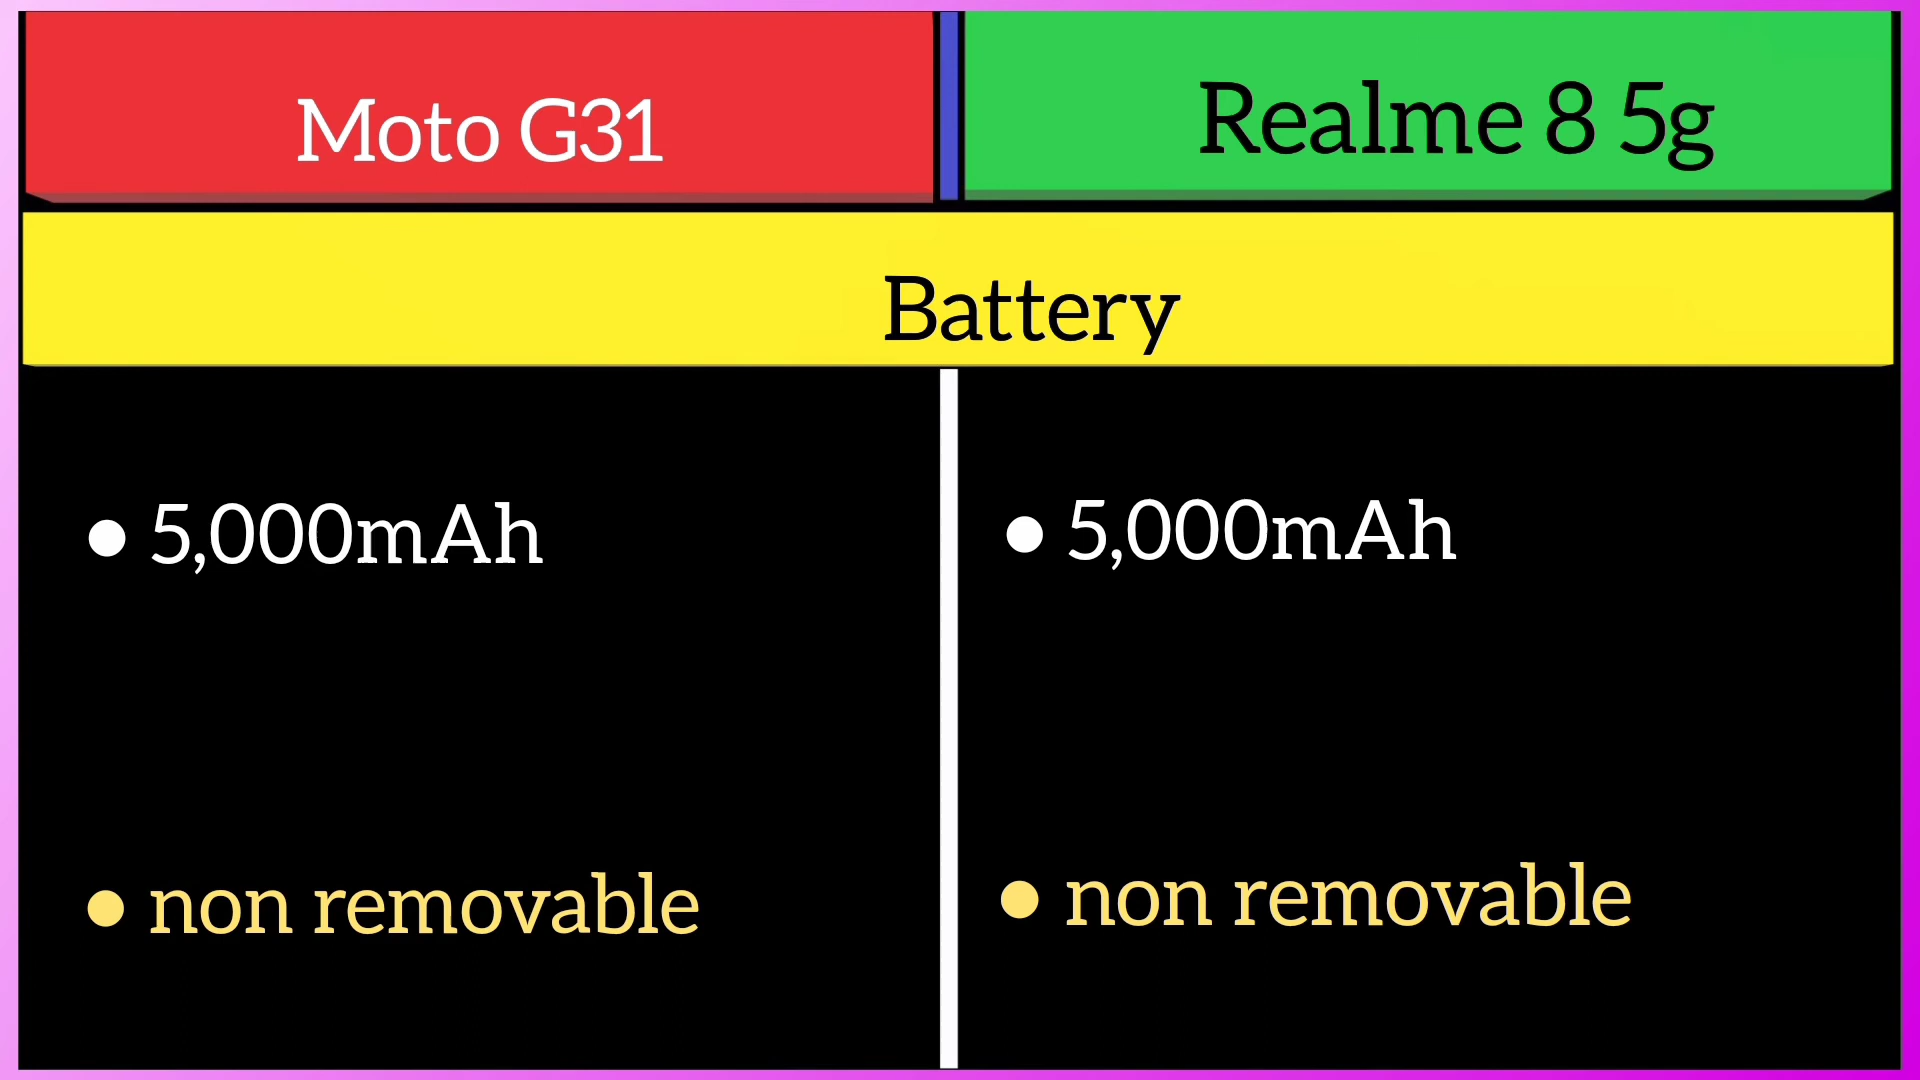 Moto G31
Realme 8 5g
Battery
• 5,000mAh
• 5,000mAh
• non removable
• non removable